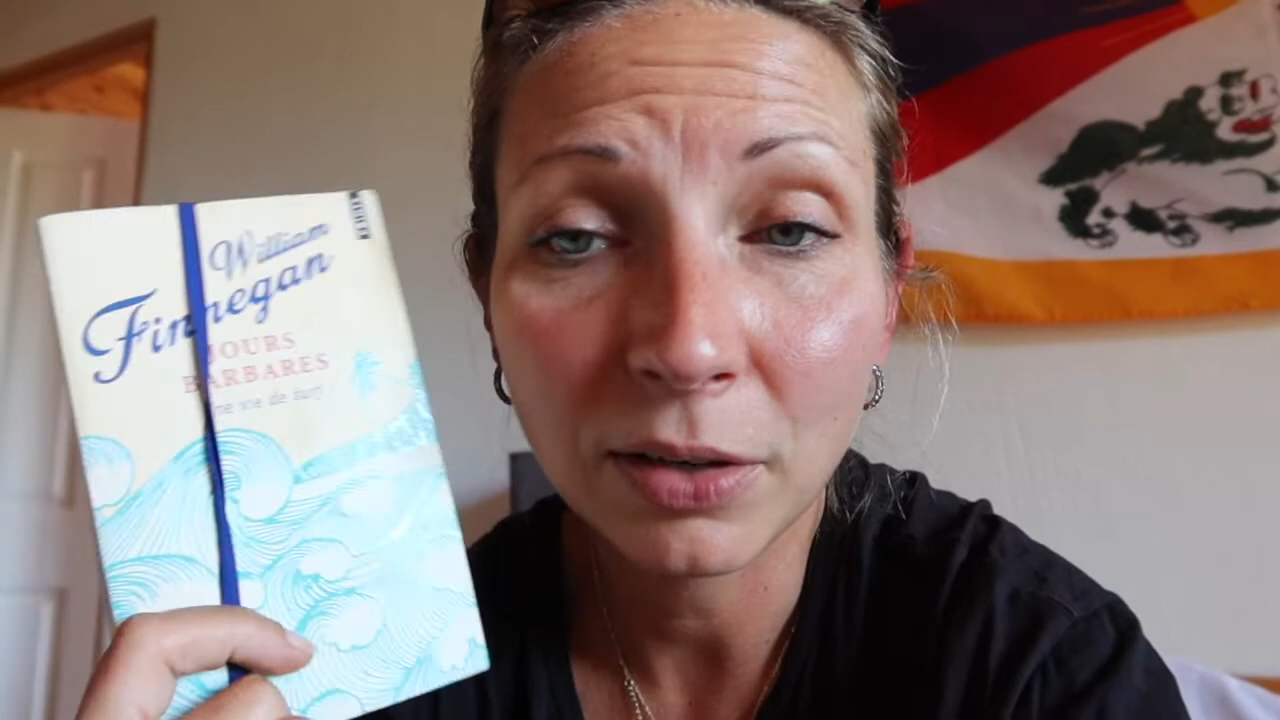 William
Finnegan
JOURS
BARBARES
Une vie de surf